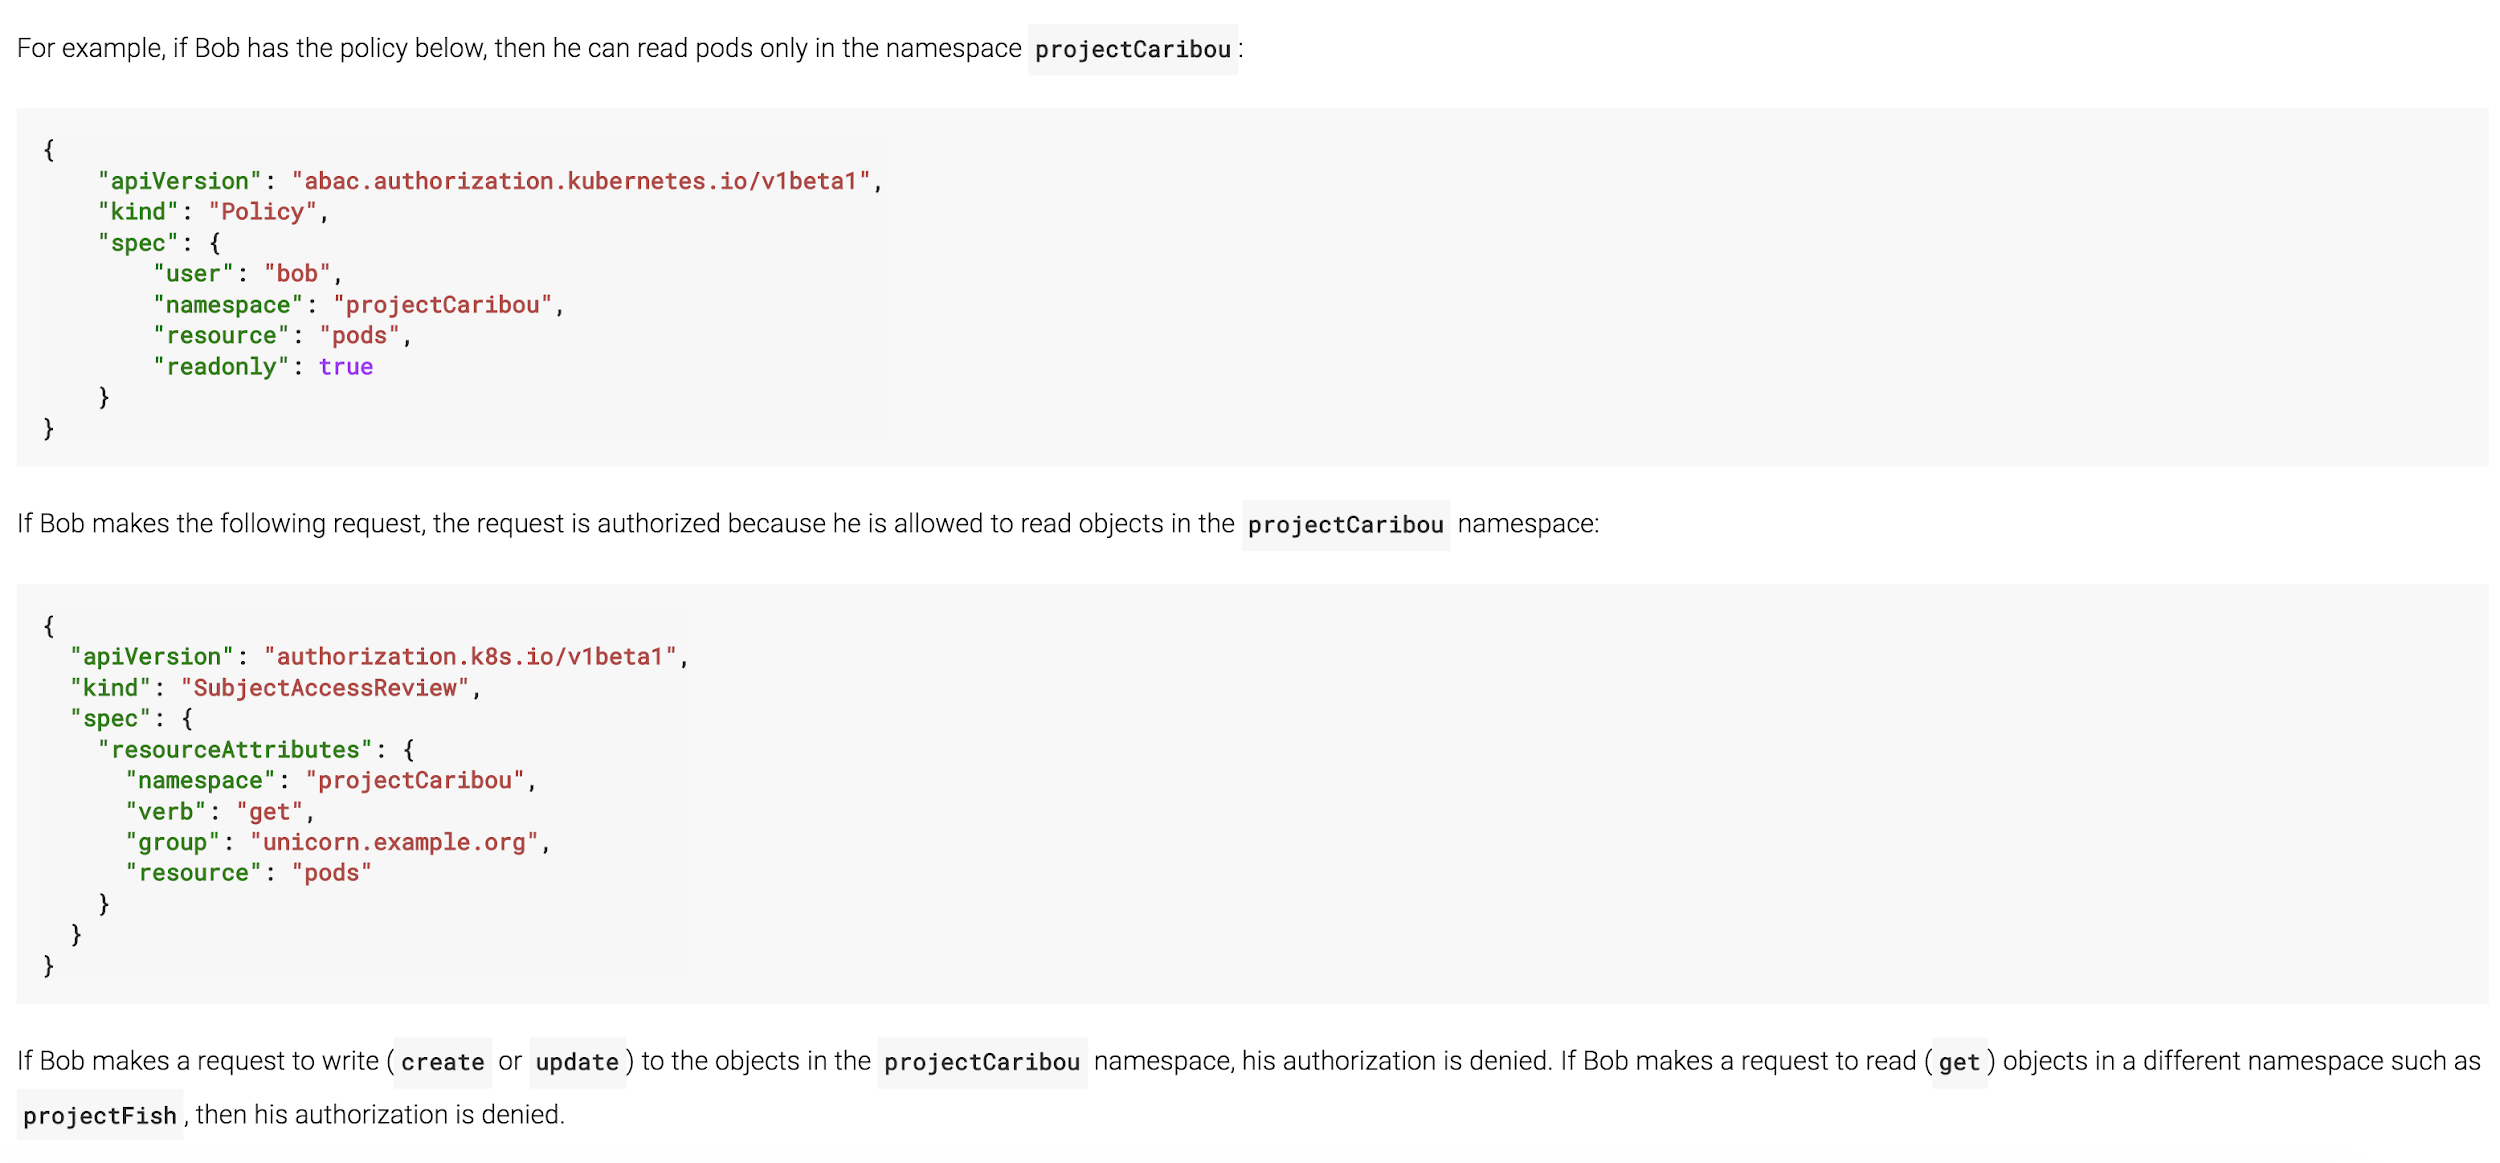 For example, if Bob has the policy below, then he can read pods only in the namespace projectCaribou:
{
    "apiVersion": "abac.authorization.kubernetes.io/v1beta1",
    "kind": "Policy",
    "spec": {
        "user": "bob",
        "namespace": "projectCaribou",
        "resource": "pods",
        "readonly": true
    }
}
If Bob makes the following request, the request is authorized because he is allowed to read objects in the projectCaribou namespace:
{
  "apiVersion": "authorization.k8s.io/v1beta1",
  "kind": "SubjectAccessReview",
  "spec": {
    "resourceAttributes": {
      "namespace": "projectCaribou",
      "verb": "get",
      "group": "unicorn.example.org",
      "resource": "pods"
    }
  }
}
If Bob makes a request to write (create or update) to the objects in the projectCaribou namespace, his authorization is denied. If Bob makes a request to read (get) objects in a different namespace such as
projectFish, then his authorization is denied.